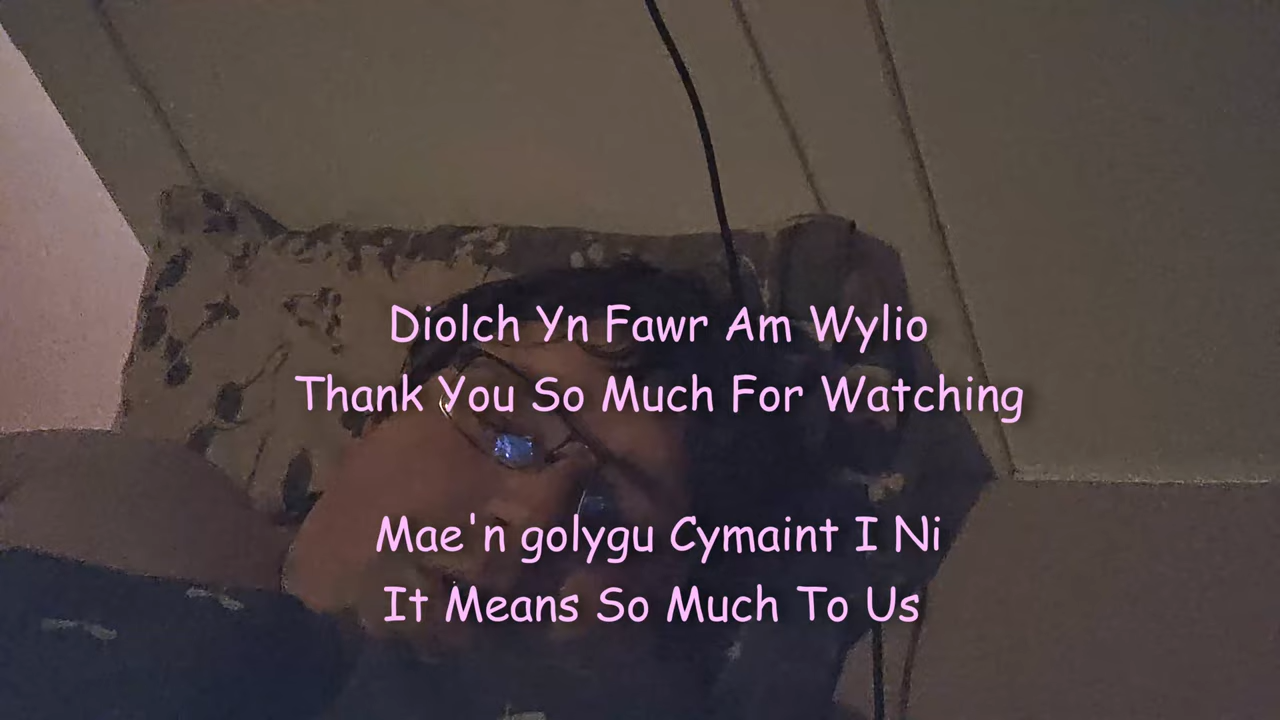 Diolch Yn Fawr Am Wylio
Thank You So Much For Watching
Mae'n golygu Cymaint I Ni
It Means So Much To Us